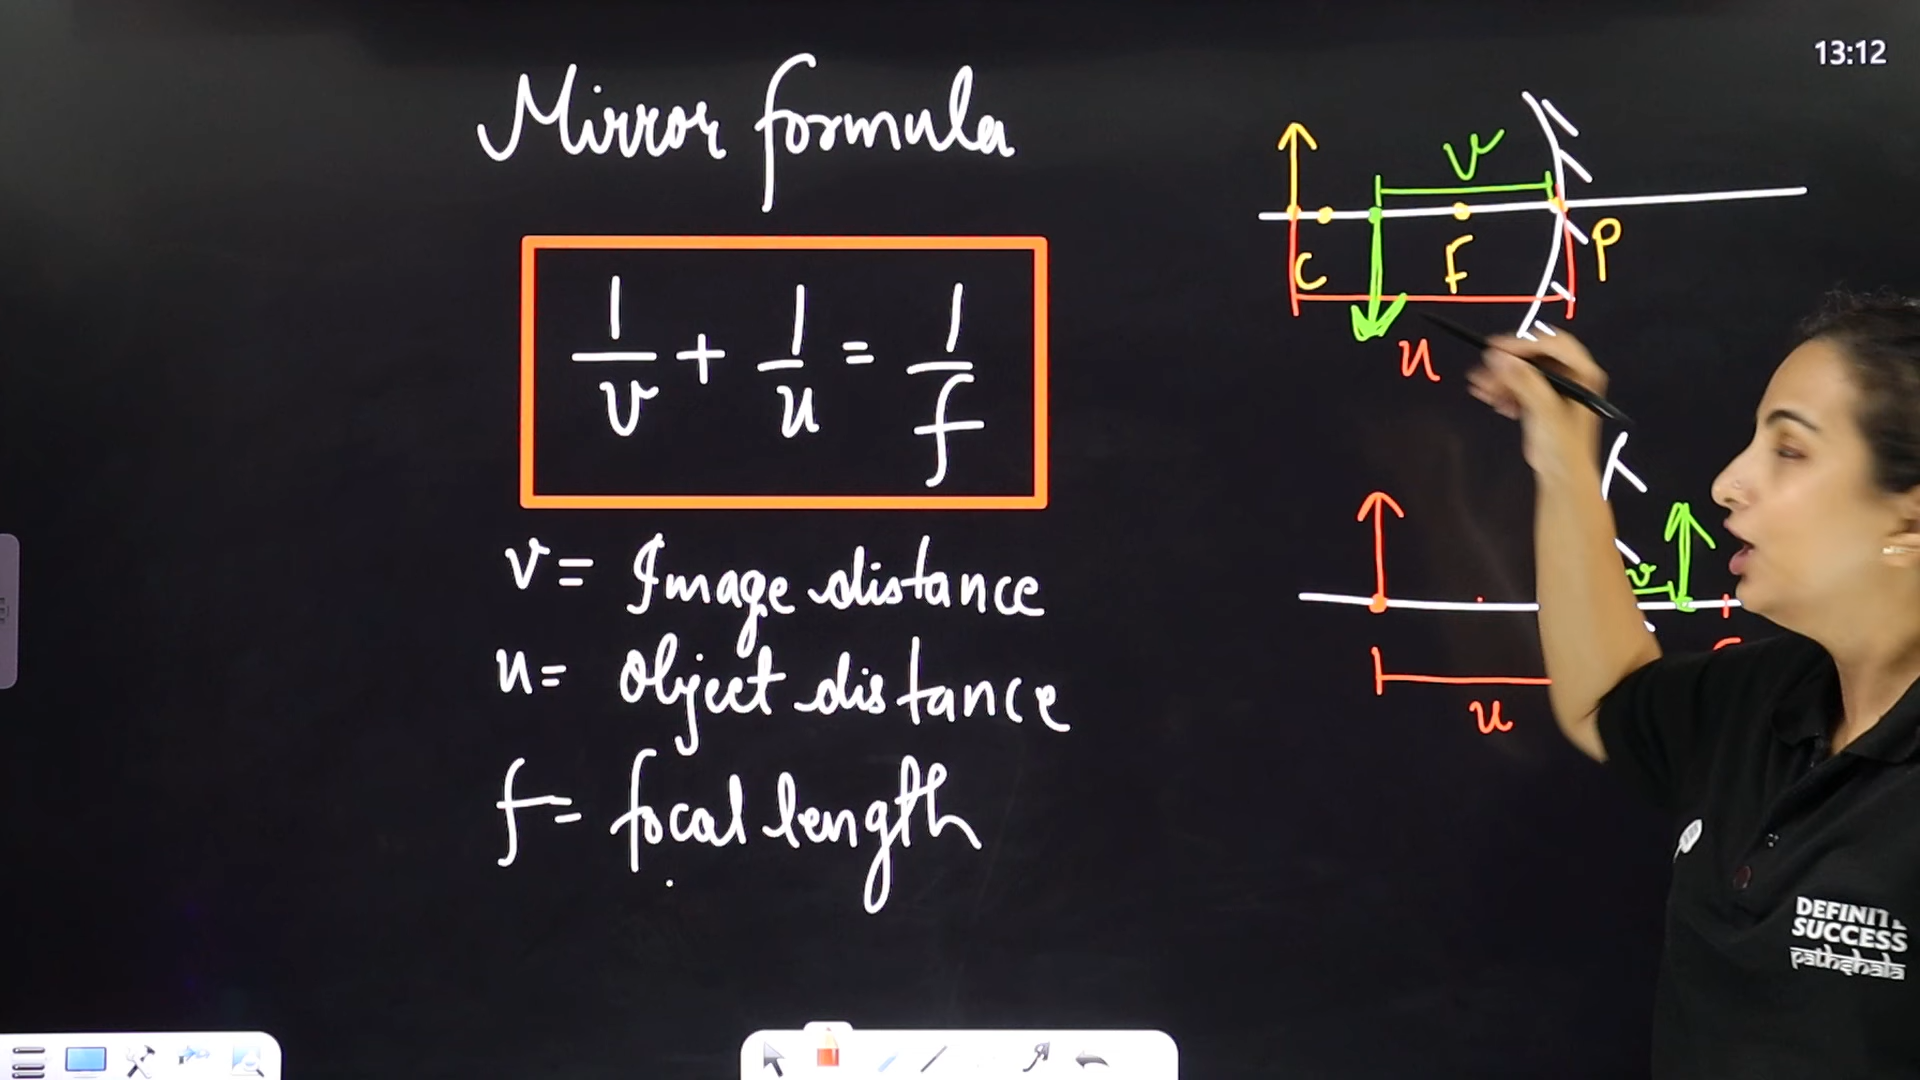 13:12
Mirror formula
1/v + 1/u = 1/f
v = Image distance
u = object distance
f = focal length
v
C
F
P
u
v
u
DEFINITE
SUCCESS
pathshala